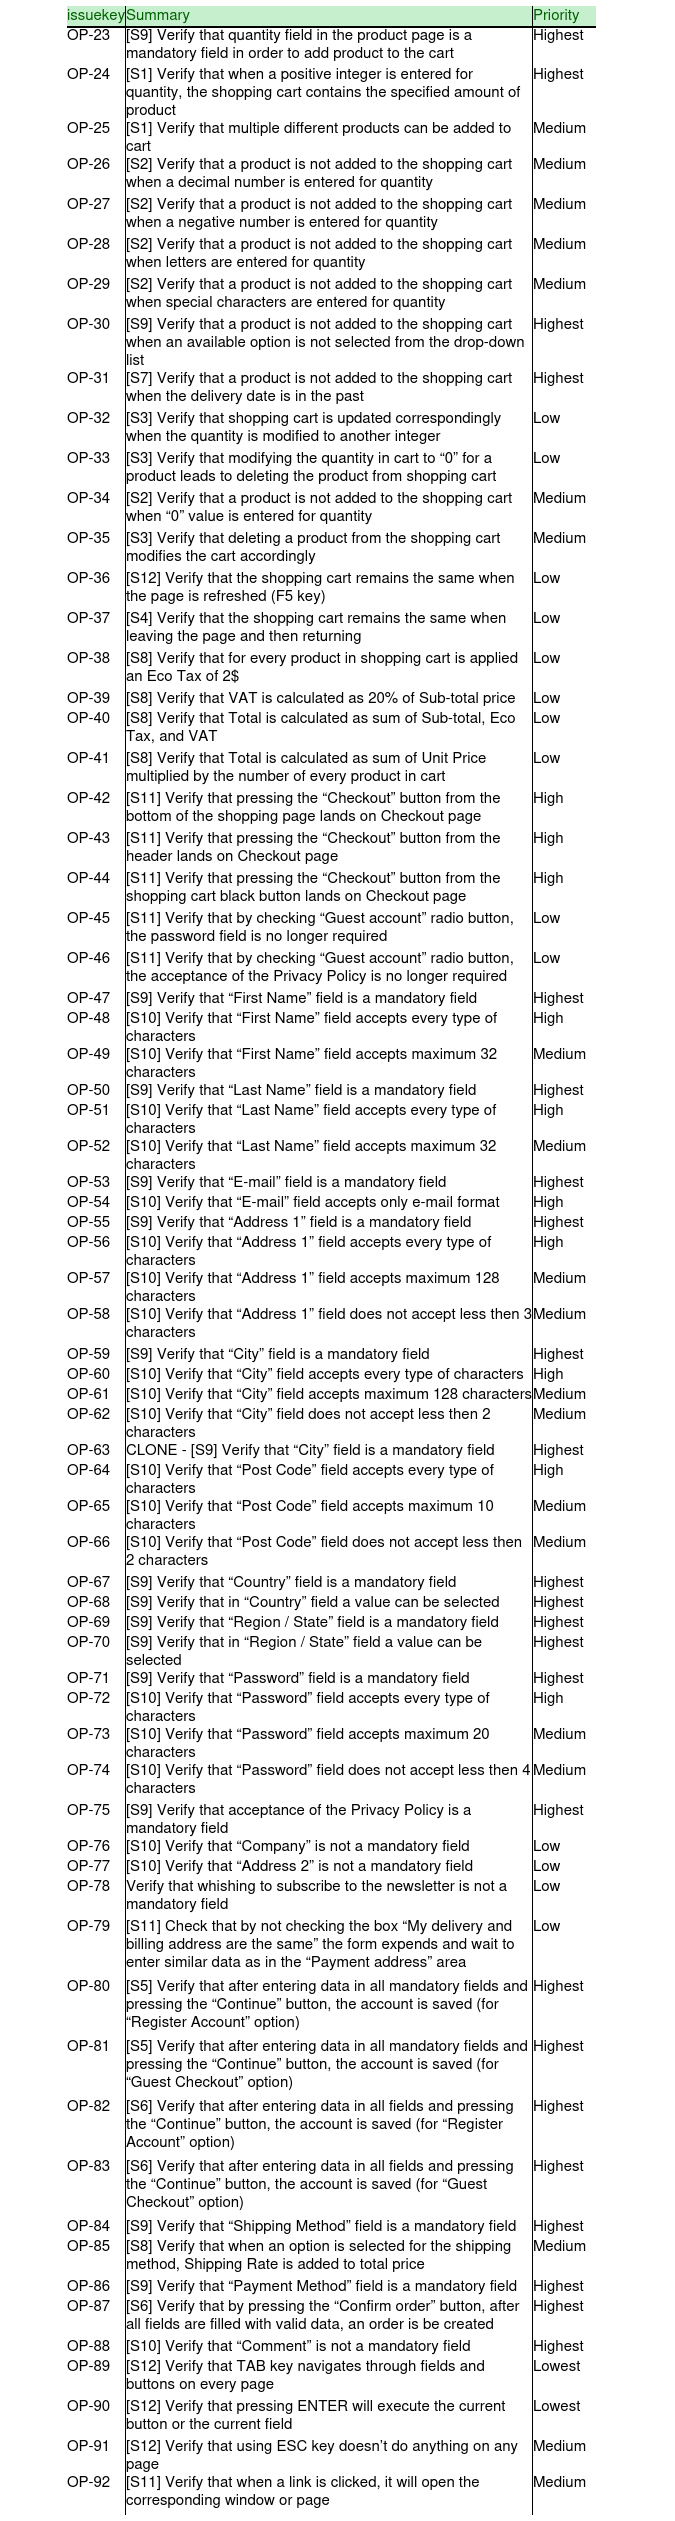 issuekey Summary Priority
OP-23 [S9] Verify that quantity field in the product page is a Highest
mandatory field in order to add product to the cart
OP-24 [S1] Verify that when a positive integer is entered for Highest
quantity, the shopping cart contains the specified amount of
product
OP-25 [S1] Verify that multiple different products can be added to Medium
cart
OP-26 [S2] Verify that a product is not added to the shopping cart Medium
when a decimal number is entered for quantity
OP-27 [S2] Verify that a product is not added to the shopping cart Medium
when a negative number is entered for quantity
OP-28 [S2] Verify that a product is not added to the shopping cart Medium
when letters are entered for quantity
OP-29 [S2] Verify that a product is not added to the shopping cart Medium
when special characters are entered for quantity
OP-30 [S9] Verify that a product is not added to the shopping cart Highest
when an available option is not selected from the drop-down
list
OP-31 [S7] Verify that a product is not added to the shopping cart Highest
when the delivery date is in the past
OP-32 [S3] Verify that shopping cart is updated correspondingly Low
when the quantity is modified to another integer
OP-33 [S3] Verify that modifying the quantity in cart to “0” for a Low
product leads to deleting the product from shopping cart
OP-34 [S2] Verify that a product is not added to the shopping cart Medium
when “0” value is entered for quantity
OP-35 [S3] Verify that deleting a product from the shopping cart Medium
modifies the cart accordingly
OP-36 [S12] Verify that the shopping cart remains the same when Low
the page is refreshed (F5 key)
OP-37 [S4] Verify that the shopping cart remains the same when Low
leaving the page and then returning
OP-38 [S8] Verify that for every product in shopping cart is applied Low
an Eco Tax of 2$
OP-39 [S8] Verify that VAT is calculated as 20% of Sub-total price Low
OP-40 [S8] Verify that Total is calculated as sum of Sub-total, Eco Low
Tax, and VAT
OP-41 [S8] Verify that Total is calculated as sum of Unit Price Low
multiplied by the number of every product in cart
OP-42 [S11] Verify that pressing the “Checkout” button from the High
bottom of the shopping page lands on Checkout page
OP-43 [S11] Verify that pressing the “Checkout” button from the High
header lands on Checkout page
OP-44 [S11] Verify that pressing the “Checkout” button from the High
shopping cart black button lands on Checkout page
OP-45 [S11] Verify that by checking “Guest account” radio button, Low
the password field is no longer required
OP-46 [S11] Verify that by checking “Guest account” radio button, Low
the acceptance of the Privacy Policy is no longer required
OP-47 [S9] Verify that “First Name” field is a mandatory field Highest
OP-48 [S10] Verify that “First Name” field accepts every type of High
characters
OP-49 [S10] Verify that “First Name” field accepts maximum 32 Medium
characters
OP-50 [S9] Verify that “Last Name” field is a mandatory field Highest
OP-51 [S10] Verify that “Last Name” field accepts every type of High
characters
OP-52 [S10] Verify that “Last Name” field accepts maximum 32 Medium
characters
OP-53 [S9] Verify that “E-mail” field is a mandatory field Highest
OP-54 [S10] Verify that “E-mail” field accepts only e-mail format High
OP-55 [S9] Verify that “Address 1” field is a mandatory field Highest
OP-56 [S10] Verify that “Address 1” field accepts every type of High
characters
OP-57 [S10] Verify that “Address 1” field accepts maximum 128 Medium
characters
OP-58 [S10] Verify that “Address 1” field does not accept less then 3 Medium
characters
OP-59 [S9] Verify that “City” field is a mandatory field Highest
OP-60 [S10] Verify that “City” field accepts every type of characters High
OP-61 [S10] Verify that “City” field accepts maximum 128 characters Medium
OP-62 [S10] Verify that “City” field does not accept less then 2 Medium
characters
OP-63 CLONE - [S9] Verify that “City” field is a mandatory field Highest
OP-64 [S10] Verify that “Post Code” field accepts every type of High
characters
OP-65 [S10] Verify that “Post Code” field accepts maximum 10 Medium
characters
OP-66 [S10] Verify that “Post Code” field does not accept less then Medium
2 characters
OP-67 [S9] Verify that “Country” field is a mandatory field Highest
OP-68 [S9] Verify that in “Country” field a value can be selected Highest
OP-69 [S9] Verify that “Region / State” field is a mandatory field Highest
OP-70 [S9] Verify that in “Region / State” field a value can be Highest
selected
OP-71 [S9] Verify that “Password” field is a mandatory field Highest
OP-72 [S10] Verify that “Password” field accepts every type of High
characters
OP-73 [S10] Verify that “Password” field accepts maximum 20 Medium
characters
OP-74 [S10] Verify that “Password” field does not accept less then 4 Medium
characters
OP-75 [S9] Verify that acceptance of the Privacy Policy is a Highest
mandatory field
OP-76 [S10] Verify that “Company” is not a mandatory field Low
OP-77 [S10] Verify that “Address 2” is not a mandatory field Low
OP-78 Verify that whishing to subscribe to the newsletter is not a Low
mandatory field
OP-79 [S11] Check that by not checking the box “My delivery and Low
billing address are the same” the form expends and wait to
enter similar data as in the “Payment address” area
OP-80 [S5] Verify that after entering data in all mandatory fields and Highest
pressing the “Continue” button, the account is saved (for
“Register Account” option)
OP-81 [S5] Verify that after entering data in all mandatory fields and Highest
pressing the “Continue” button, the account is saved (for
“Guest Checkout” option)
OP-82 [S6] Verify that after entering data in all fields and pressing Highest
the “Continue” button, the account is saved (for “Register
Account” option)
OP-83 [S6] Verify that after entering data in all fields and pressing Highest
the “Continue” button, the account is saved (for “Guest
Checkout” option)
OP-84 [S9] Verify that “Shipping Method” field is a mandatory field Highest
OP-85 [S8] Verify that when an option is selected for the shipping Medium
method, Shipping Rate is added to total price
OP-86 [S9] Verify that “Payment Method” field is a mandatory field Highest
OP-87 [S6] Verify that by pressing the “Confirm order” button, after Highest
all fields are filled with valid data, an order is be created
OP-88 [S10] Verify that “Comment” is not a mandatory field Highest
OP-89 [S12] Verify that TAB key navigates through fields and Lowest
buttons on every page
OP-90 [S12] Verify that pressing ENTER will execute the current Lowest
button or the current field
OP-91 [S12] Verify that using ESC key doesn’t do anything on any Medium
page
OP-92 [S11] Verify that when a link is clicked, it will open the Medium
corresponding window or page